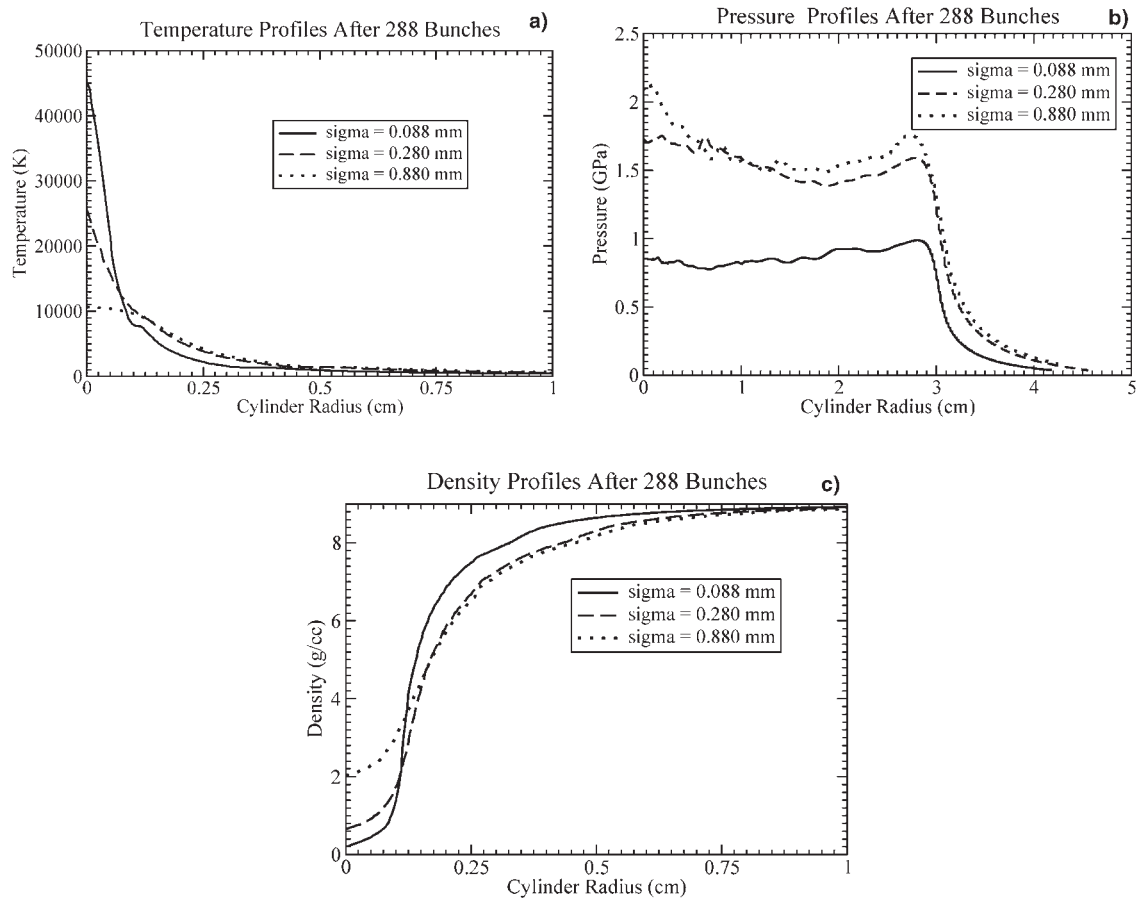 a)
Temperature Profiles After 288 Bunches
50000
40000
30000
20000
10000
0
Temperature (K)
sigma = 0.088 mm
sigma = 0.280 mm
sigma = 0.880 mm
0
0.25
0.5
0.75
1
Cylinder Radius (cm)
Pressure Profiles After 288 Bunches
b)
2.5
2
1.5
1
0.5
0
Pressure (GPa)
sigma = 0.088 mm
sigma = 0.280 mm
sigma = 0.880 mm
0
1
2
3
4
5
Cylinder Radius (cm)
Density Profiles After 288 Bunches
c)
8
6
4
2
0
Density (g/cc)
sigma = 0.088 mm
sigma = 0.280 mm
sigma = 0.880 mm
0
0.25
0.5
0.75
1
Cylinder Radius (cm)